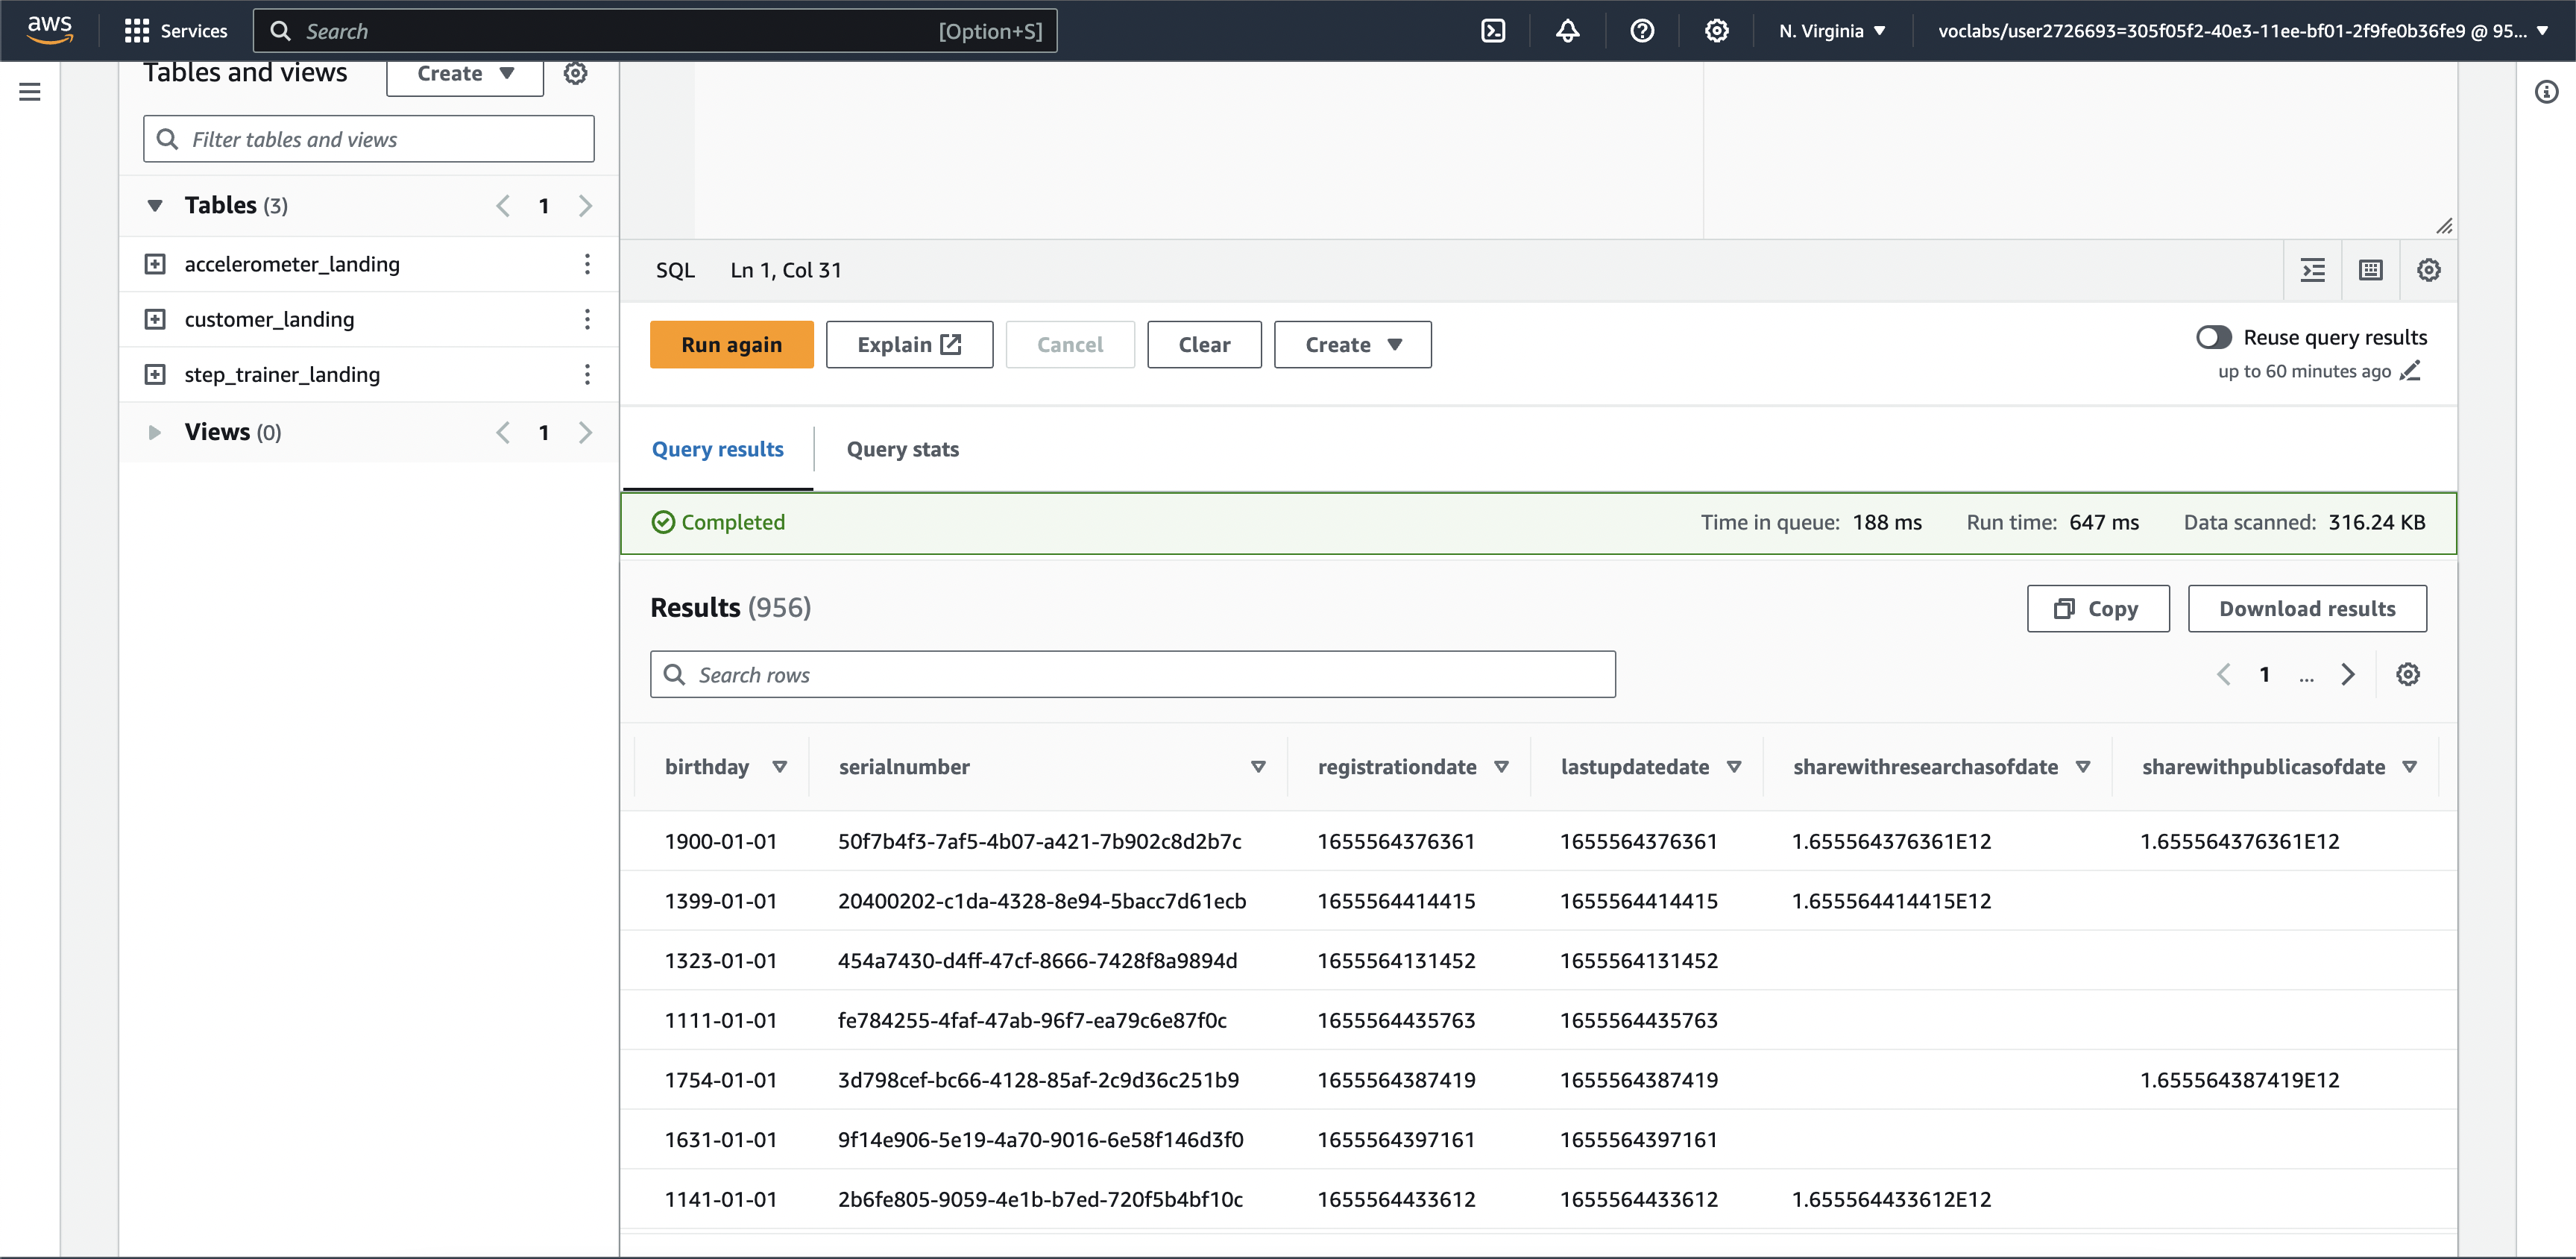 aws Services Search [Option+S] N. Virginia voclabs/user2726693=305f05f2-40e3-11ee-bf01-2f9fe0b36fe9 @ 95...
Tables and views Create
Filter tables and views
Tables (3) 1
accelerometer_landing
customer_landing
step_trainer_landing
Views (0) 1
SQL Ln 1, Col 31
Run again Explain Cancel Clear Create
Reuse query results
up to 60 minutes ago
Query results Query stats
Completed Time in queue: 188 ms Run time: 647 ms Data scanned: 316.24 KB
Results (956) Copy Download results
Search rows 1 ...
birthday serialnumber registrationdate lastupdatedate sharewithresearchasofdate sharewithpublicasofdate
1900-01-01 50f7b4f3-7af5-4b07-a421-7b902c8d2b7c 1655564376361 1655564376361 1.655564376361E12 1.655564376361E12
1399-01-01 20400202-c1da-4328-8e94-5bacc7d61ecb 1655564414415 1655564414415 1.655564414415E12
1323-01-01 454a7430-d4ff-47cf-8666-7428f8a9894d 1655564131452 1655564131452
1111-01-01 fe784255-4faf-47ab-96f7-ea79c6e87f0c 1655564435763 1655564435763
1754-01-01 3d798cef-bc66-4128-85af-2c9d36c251b9 1655564387419 1655564387419 1.655564387419E12
1631-01-01 9f14e906-5e19-4a70-9016-6e58f146d3f0 1655564397161 1655564397161
1141-01-01 2b6fe805-9059-4e1b-b7ed-720f5b4bf10c 1655564433612 1655564433612 1.655564433612E12